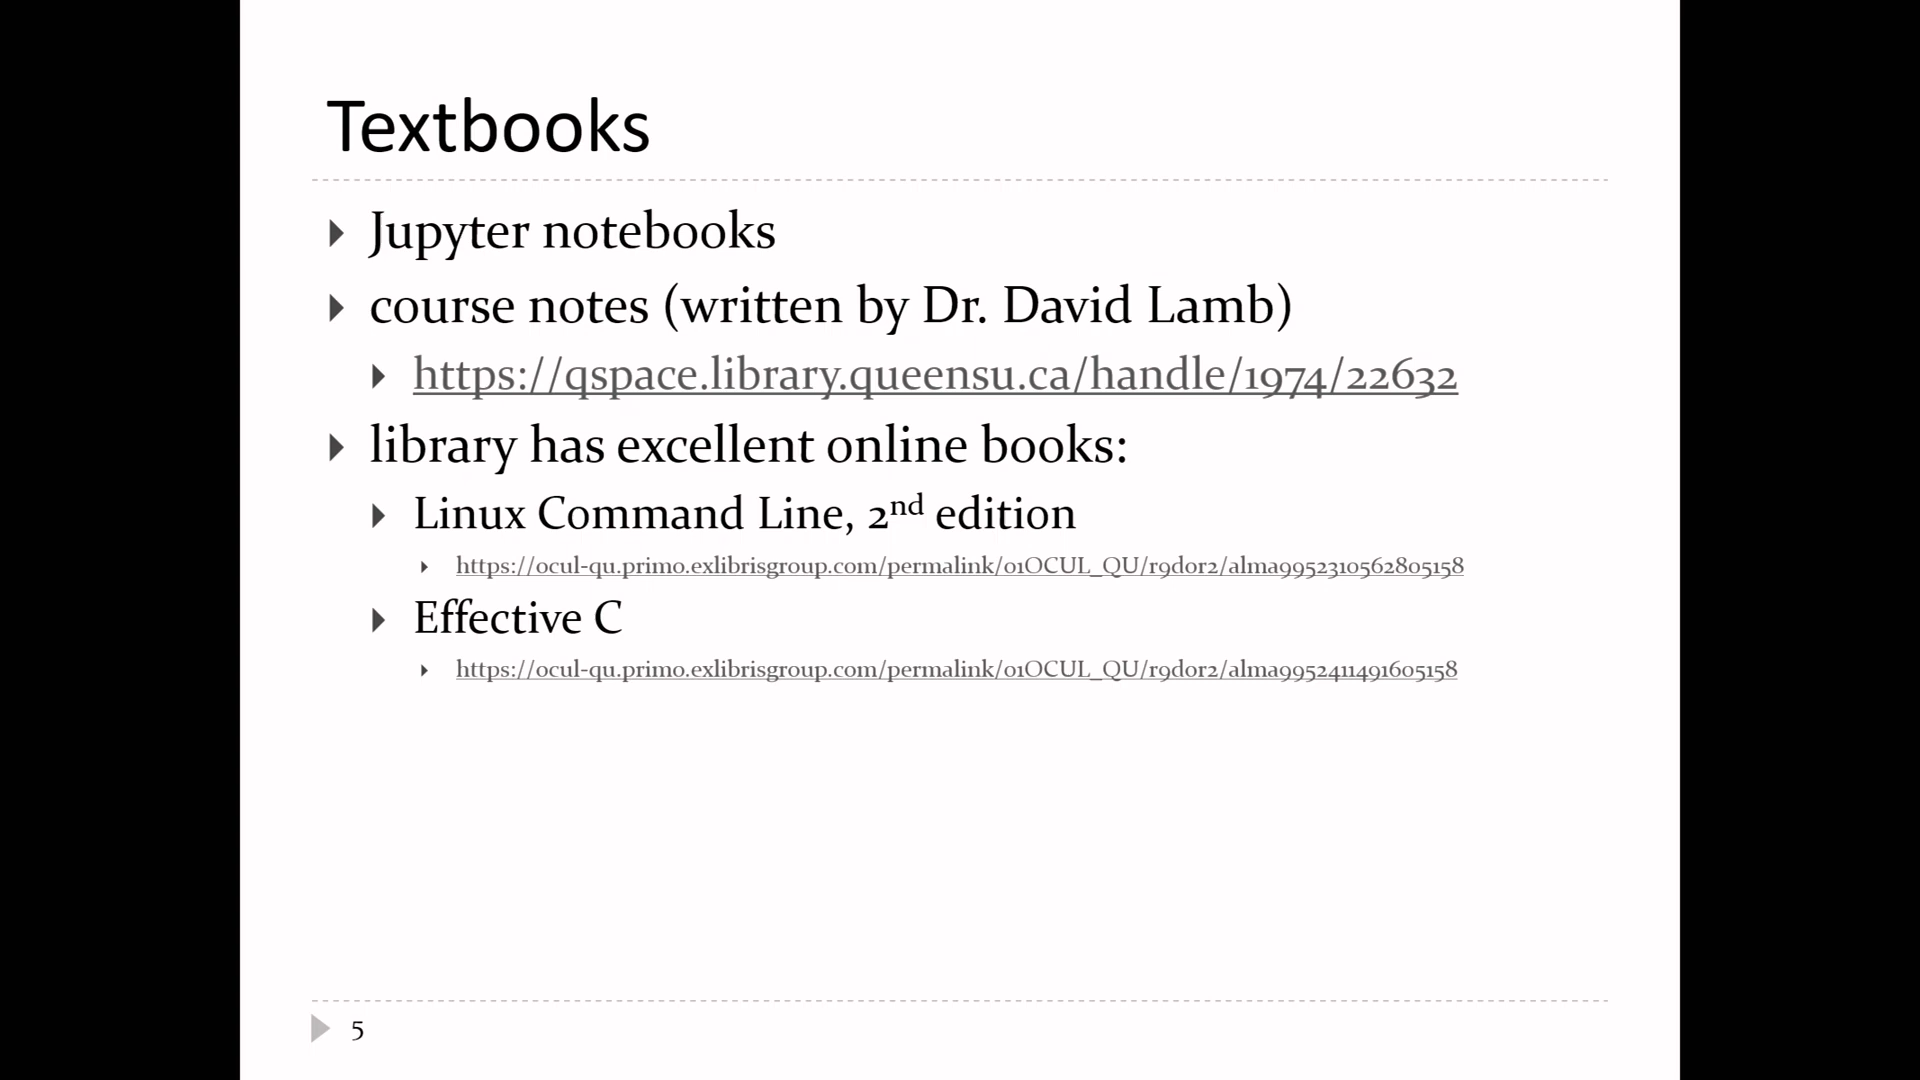 Textbooks
Jupyter notebooks
course notes (written by Dr. David Lamb)
https://qspace.library.queensu.ca/handle/1974/22632
library has excellent online books:
Linux Command Line, 2nd edition
https://ocul-qu.primo.exlibrisgroup.com/permalink/01OCUL_QU/r9dor2/alma9952310562805158
Effective C
https://ocul-qu.primo.exlibrisgroup.com/permalink/01OCUL_QU/r9dor2/alma9952411491605158
5